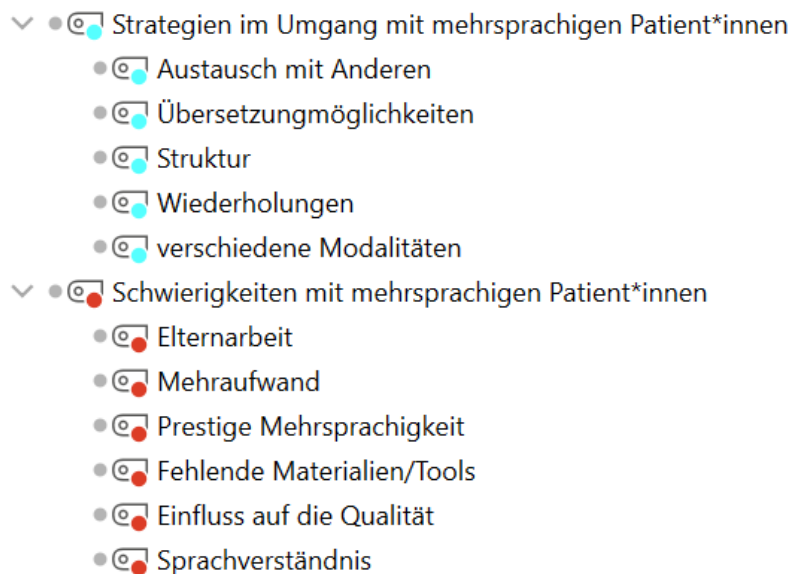 Strategien im Umgang mit mehrsprachigen Patient*innen
Austausch mit Anderen
Übersetzungmöglichkeiten
Struktur
Wiederholungen
verschiedene Modalitäten
Schwierigkeiten mit mehrsprachigen Patient*innen
Elternarbeit
Mehraufwand
Prestige Mehrsprachigkeit
Fehlende Materialien/Tools
Einfluss auf die Qualität
Sprachverständnis